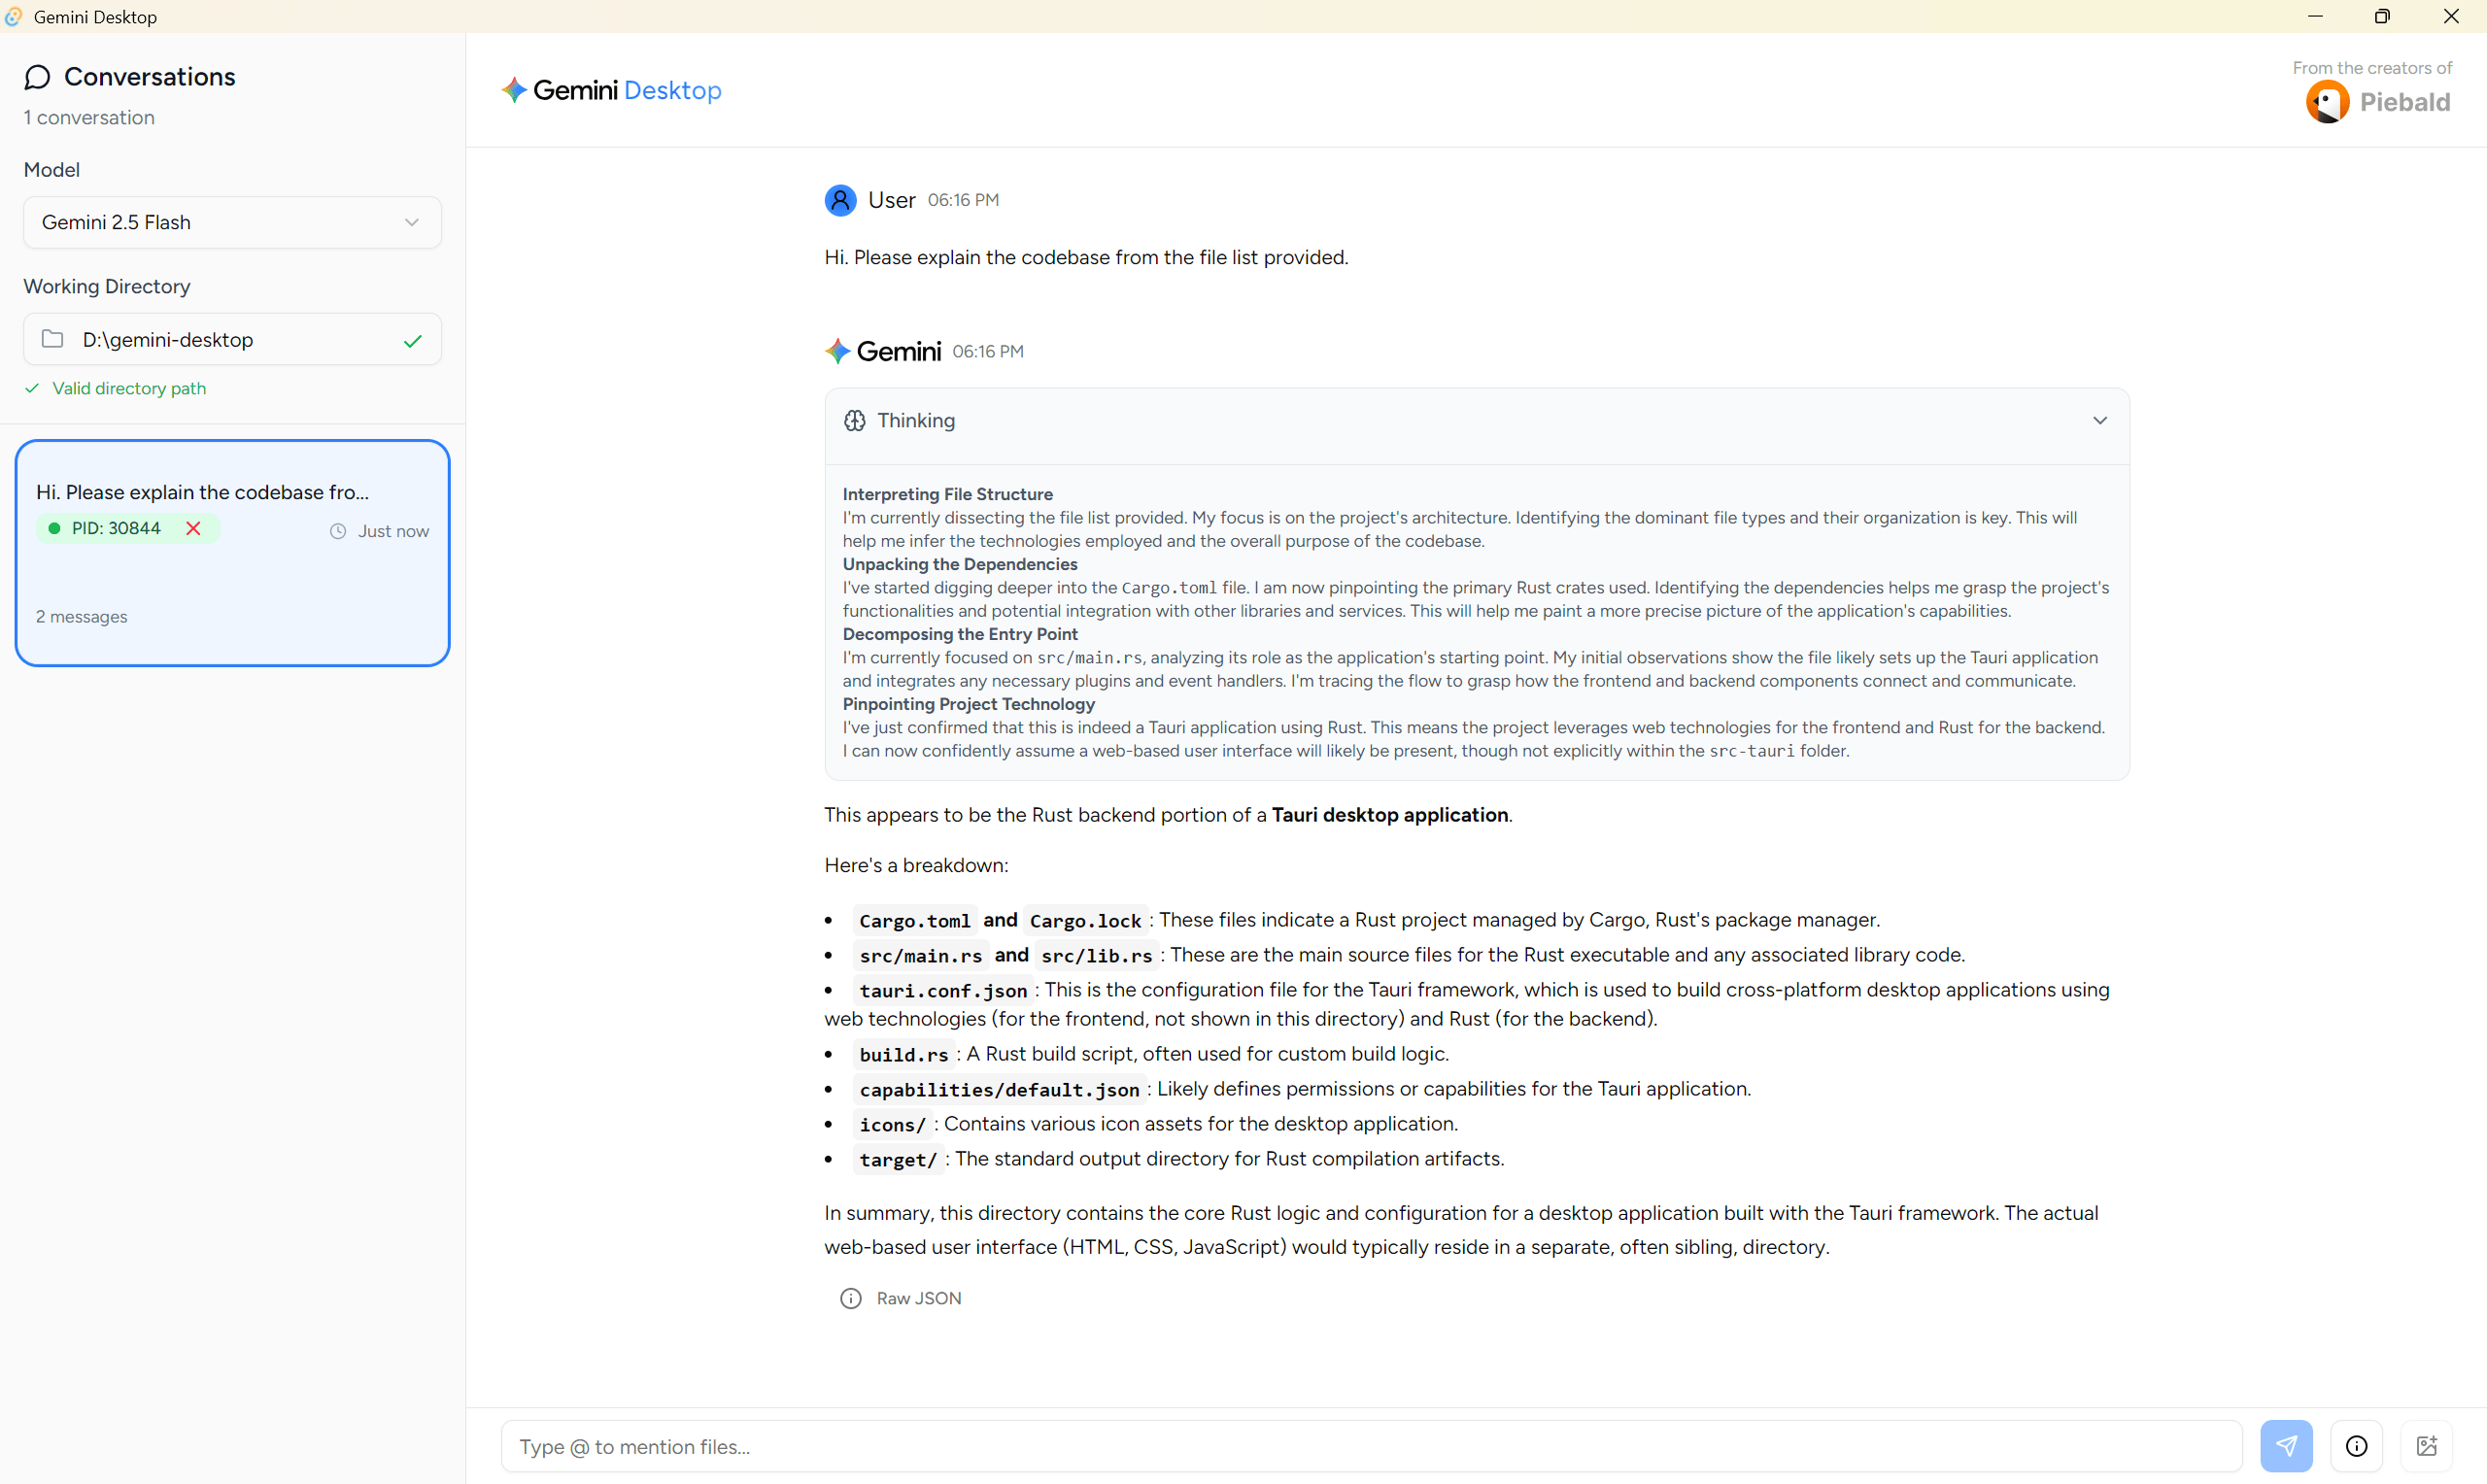 Gemini Desktop
Conversations
1 conversation
Model
Gemini 2.5 Flash
Working Directory
D:\gemini-desktop
Valid directory path
Hi. Please explain the codebase fro...
PID: 30844
Just now
2 messages
Gemini Desktop
From the creators of
Piebald
User 06:16 PM
Hi. Please explain the codebase from the file list provided.
Gemini 06:16 PM
Thinking
Interpreting File Structure
I'm currently dissecting the file list provided. My focus is on the project's architecture. Identifying the dominant file types and their organization is key. This will
help me infer the technologies employed and the overall purpose of the codebase.
Unpacking the Dependencies
I've started digging deeper into the Cargo.toml file. I am now pinpointing the primary Rust crates used. Identifying the dependencies helps me grasp the project's
functionalities and potential integration with other libraries and services. This will help me paint a more precise picture of the application's capabilities.
Decomposing the Entry Point
I'm currently focused on src/main.rs, analyzing its role as the application's starting point. My initial observations show the file likely sets up the Tauri application
and integrates any necessary plugins and event handlers. I'm tracing the flow to grasp how the frontend and backend components connect and communicate.
Pinpointing Project Technology
I've just confirmed that this is indeed a Tauri application using Rust. This means the project leverages web technologies for the frontend and Rust for the backend.
I can now confidently assume a web-based user interface will likely be present, though not explicitly within the src-tauri folder.
This appears to be the Rust backend portion of a Tauri desktop application.
Here's a breakdown:
• Cargo.toml and Cargo.lock : These files indicate a Rust project managed by Cargo, Rust's package manager.
• src/main.rs and src/lib.rs : These are the main source files for the Rust executable and any associated library code.
• tauri.conf.json : This is the configuration file for the Tauri framework, which is used to build cross-platform desktop applications using
web technologies (for the frontend, not shown in this directory) and Rust (for the backend).
• build.rs : A Rust build script, often used for custom build logic.
• capabilities/default.json : Likely defines permissions or capabilities for the Tauri application.
• icons/ : Contains various icon assets for the desktop application.
• target/ : The standard output directory for Rust compilation artifacts.
In summary, this directory contains the core Rust logic and configuration for a desktop application built with the Tauri framework. The actual
web-based user interface (HTML, CSS, JavaScript) would typically reside in a separate, often sibling, directory.
Raw JSON
Type @ to mention files...